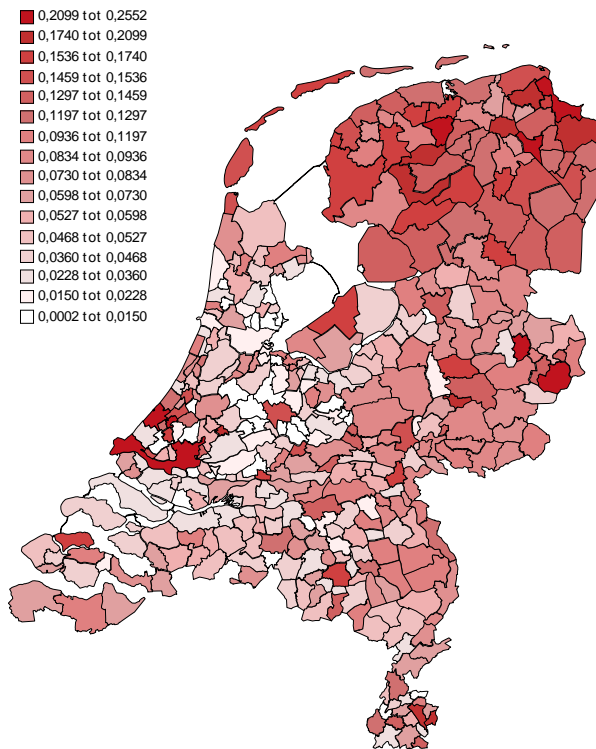 0,2099 tot 0,2552
0,1740 tot 0,2099
0,1536 tot 0,1740
0,1459 tot 0,1536
0,1297 tot 0,1459
0,1197 tot 0,1297
0,0936 tot 0,1197
0,0834 tot 0,0936
0,0730 tot 0,0834
0,0598 tot 0,0730
0,0527 tot 0,0598
0,0468 tot 0,0527
0,0360 tot 0,0468
0,0228 tot 0,0360
0,0150 tot 0,0228
0,0002 tot 0,0150